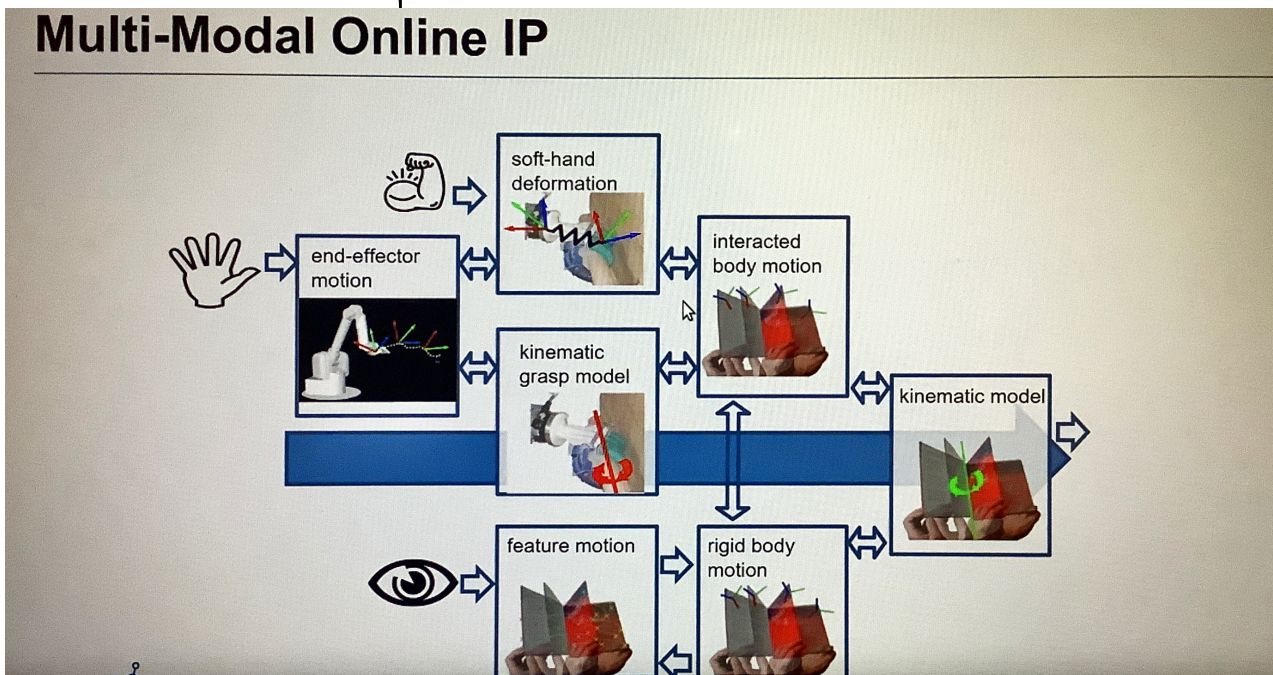 Multi-Modal Online IP
soft-hand
deformation
end-effector
motion
interacted
body motion
kinematic
grasp model
kinematic model
feature motion
rigid body
motion